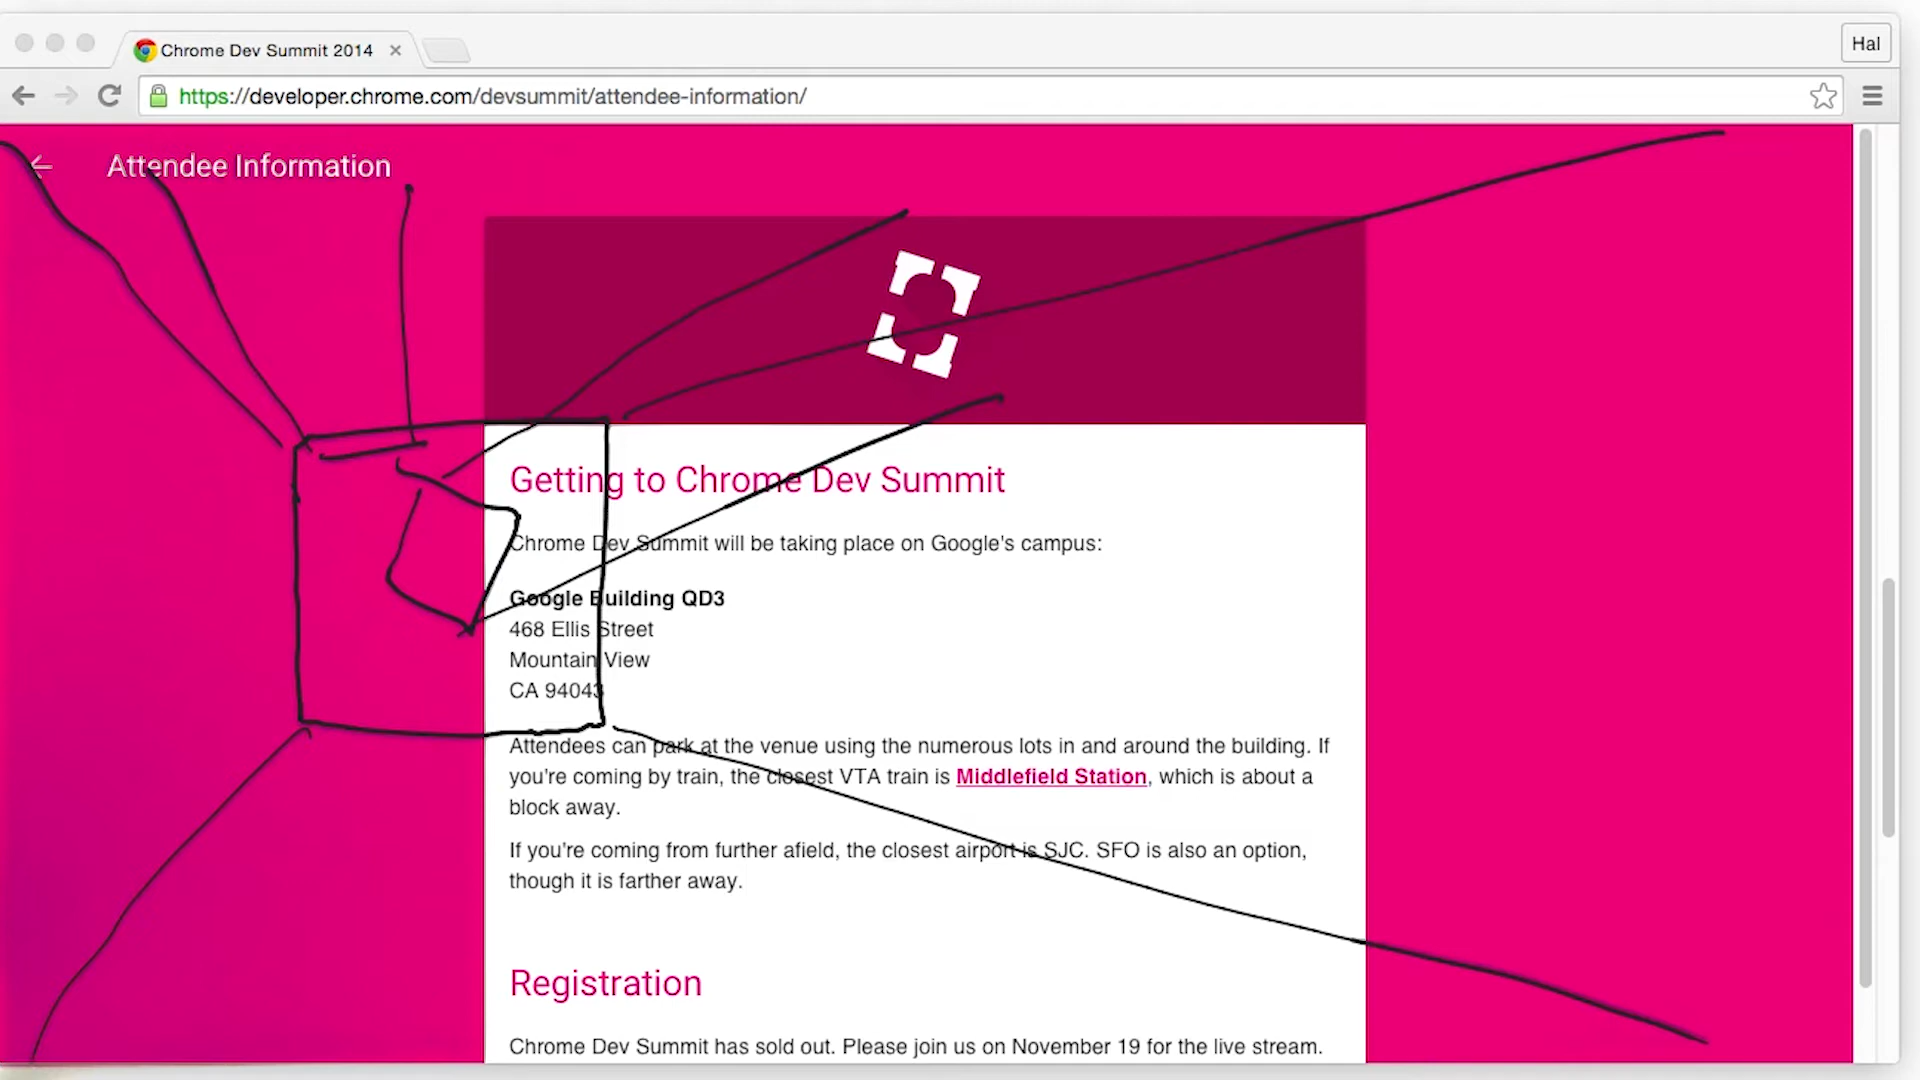 Chrome Dev Summit 2014
Hal
https://developer.chrome.com/devsummit/attendee-information/
Attendee Information
Getting to Chrome Dev Summit
Chrome Dev Summit will be taking place on Google's campus:
Google Building QD3
468 Ellis Street
Mountain View
CA 94043
Attendees can park at the venue using the numerous lots in and around the building. If
you're coming by train, the closest VTA train is Middlefield Station, which is about a
block away.
If you're coming from further afield, the closest airport is SJC. SFO is also an option,
though it is farther away.
Registration
Chrome Dev Summit has sold out. Please join us on November 19 for the live stream.